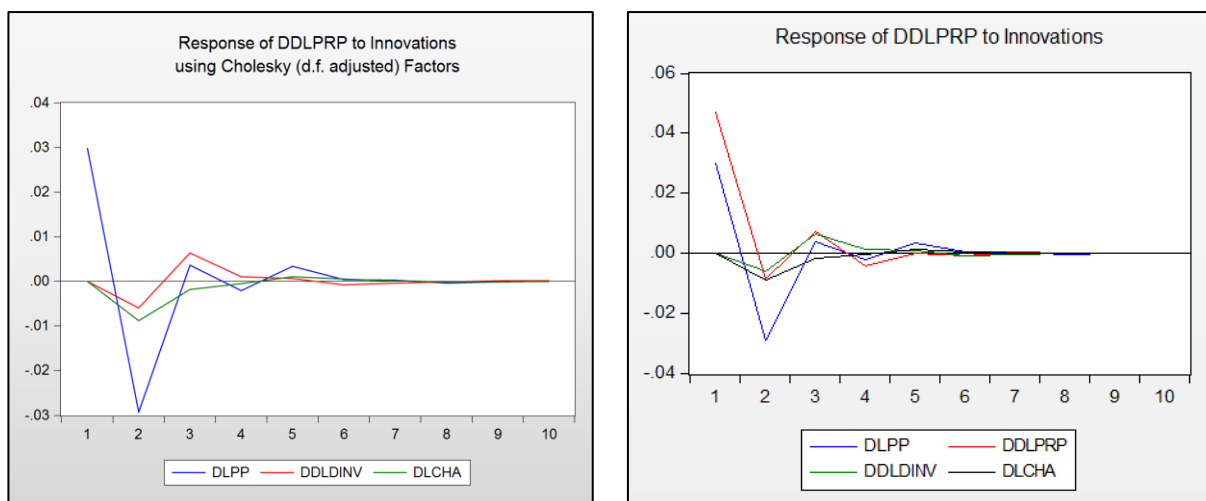 Response of DDLPRP to Innovations
using Cholesky (d.f. adjusted) Factors
.04
.03
.02
.01
.00
-.01
-.02
-.03
1 2 3 4 5 6 7 8 9 10
DLPP DDLDINV DLCHA
Response of DDLPRP to Innovations
.06
.04
.02
.00
-.02
-.04
1 2 3 4 5 6 7 8 9 10
DLPP DDLPRP
DDLDINV DLCHA